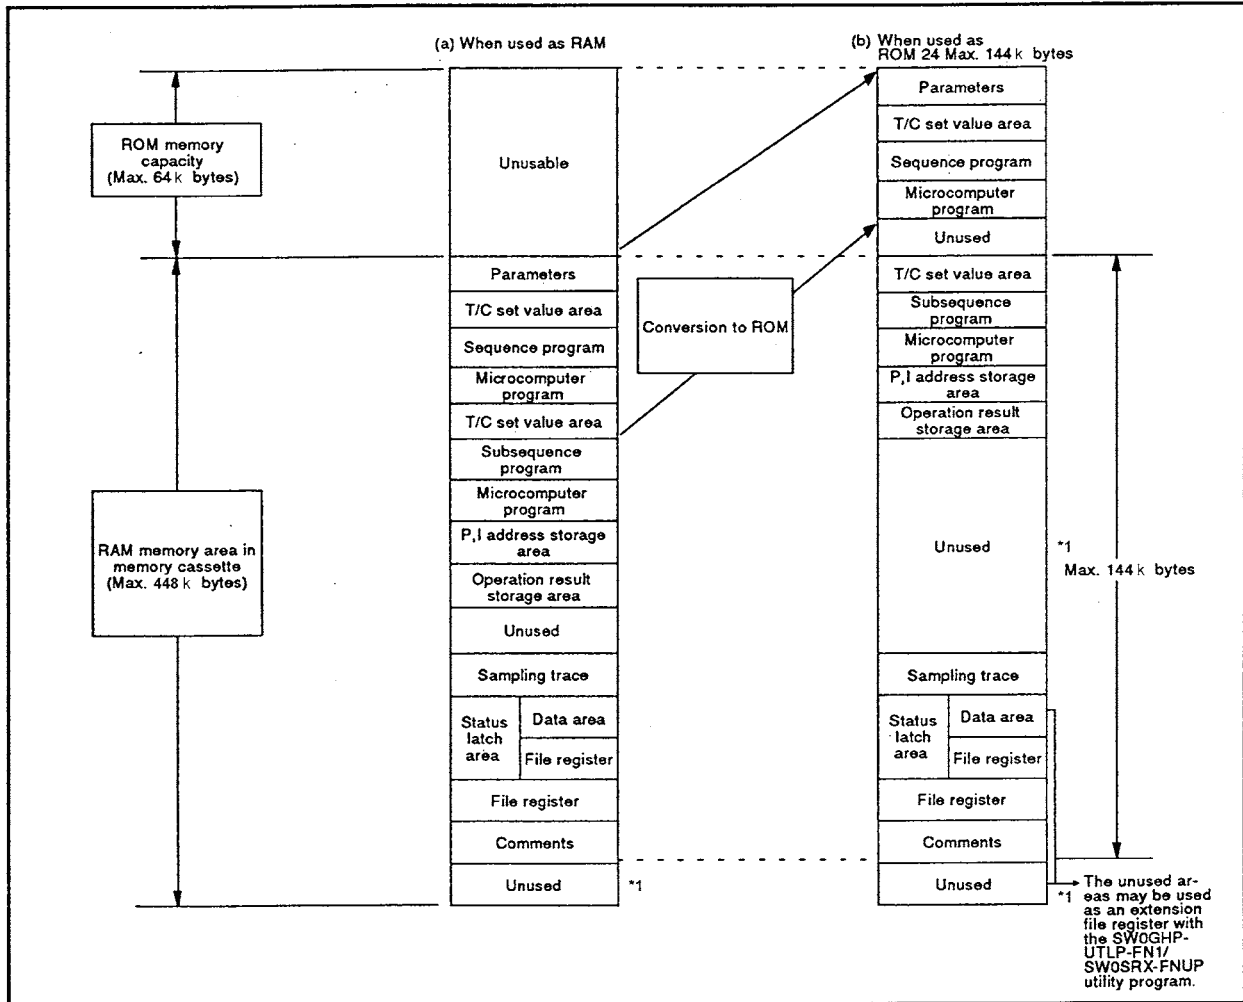 (a) When used as RAM
(b) When used as
ROM 24 Max. 144 k bytes
ROM memory
capacity
(Max. 64 k bytes)
RAM memory area in
memory cassette
(Max. 448 k bytes)
Unusable
Parameters
T/C set value area
Sequence program
Microcomputer
program
T/C set value area
Subsequence
program
Microcomputer
program
P,I address storage
area
Operation result
storage area
Unused
Sampling trace
Status
latch
area
Data area
File register
File register
Comments
Unused
*1
Conversion to ROM
Parameters
T/C set value area
Sequence program
Microcomputer
program
Unused
T/C set value area
Subsequence
program
Microcomputer
program
P,I address storage
area
Operation result
storage area
Unused
*1
Max. 144 k bytes
Sampling trace
Status
latch
area
Data area
File register
File register
Comments
Unused
*1
The unused ar-
eas may be used
as an extension
file register with
the SW0GHP-
UTLP-FN1/
SW0SRX-FNUP
utility program.